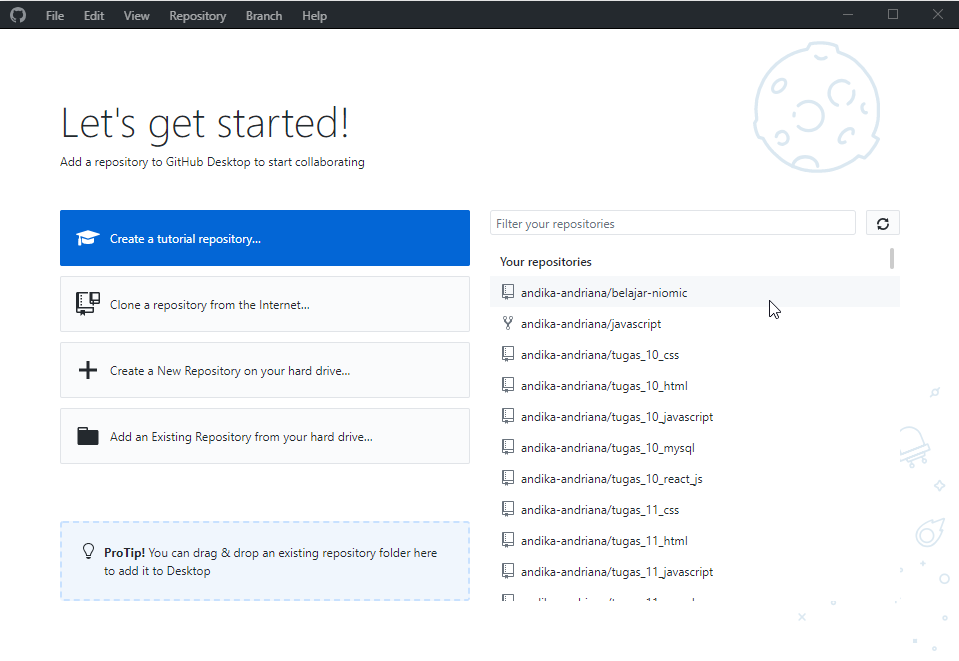 File Edit View Repository Branch Help
Let's get started!
Add a repository to GitHub Desktop to start collaborating
Create a tutorial repository...
Clone a repository from the Internet...
Create a New Repository on your hard drive...
Add an Existing Repository from your hard drive...
ProTip! You can drag & drop an existing repository folder here
to add it to Desktop
Filter your repositories
Your repositories
andika-andriana/belajar-niomic
andika-andriana/javascript
andika-andriana/tugas_10_css
andika-andriana/tugas_10_html
andika-andriana/tugas_10_javascript
andika-andriana/tugas_10_mysql
andika-andriana/tugas_10_react_js
andika-andriana/tugas_11_css
andika-andriana/tugas_11_html
andika-andriana/tugas_11_javascript